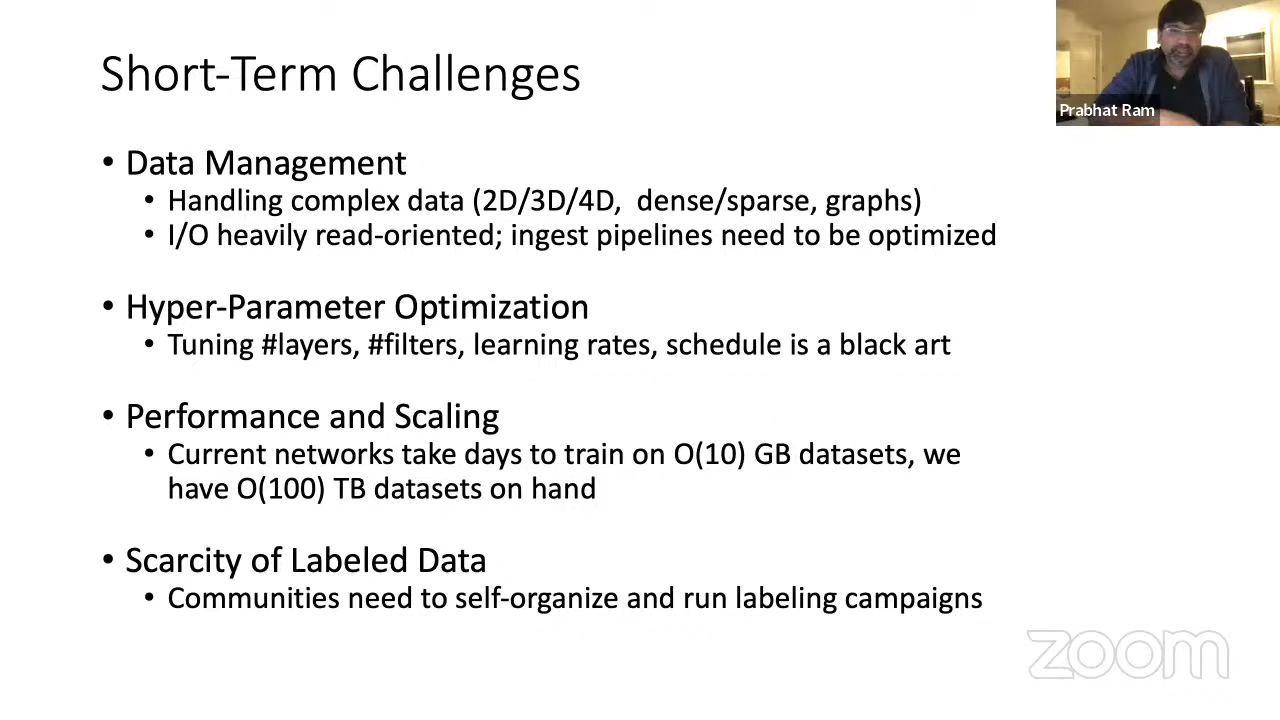 Short-Term Challenges
Prabhat Ram
• Data Management
• Handling complex data (2D/3D/4D, dense/sparse, graphs)
• I/O heavily read-oriented; ingest pipelines need to be optimized
• Hyper-Parameter Optimization
• Tuning #layers, #filters, learning rates, schedule is a black art
• Performance and Scaling
• Current networks take days to train on O(10) GB datasets, we
have O(100) TB datasets on hand
• Scarcity of Labeled Data
• Communities need to self-organize and run labeling campaigns
zoom